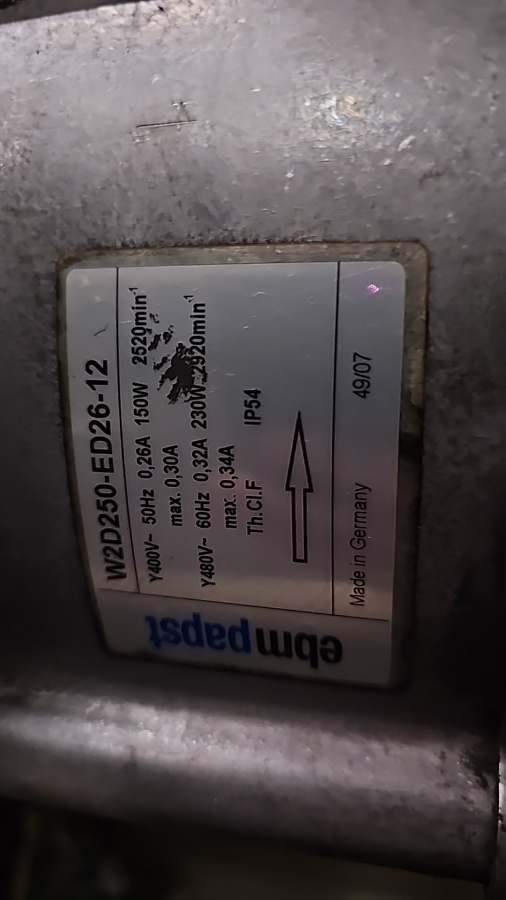 ebmpapst
W2D250-ED26-12
Y400V~ 50Hz 0,26A 150W 2520min-1
max. 0,30A
Y480V~ 60Hz 0,32A 230W 2920min-1
max. 0,34A
Th.Cl.F IP54
Made in Germany 49/07